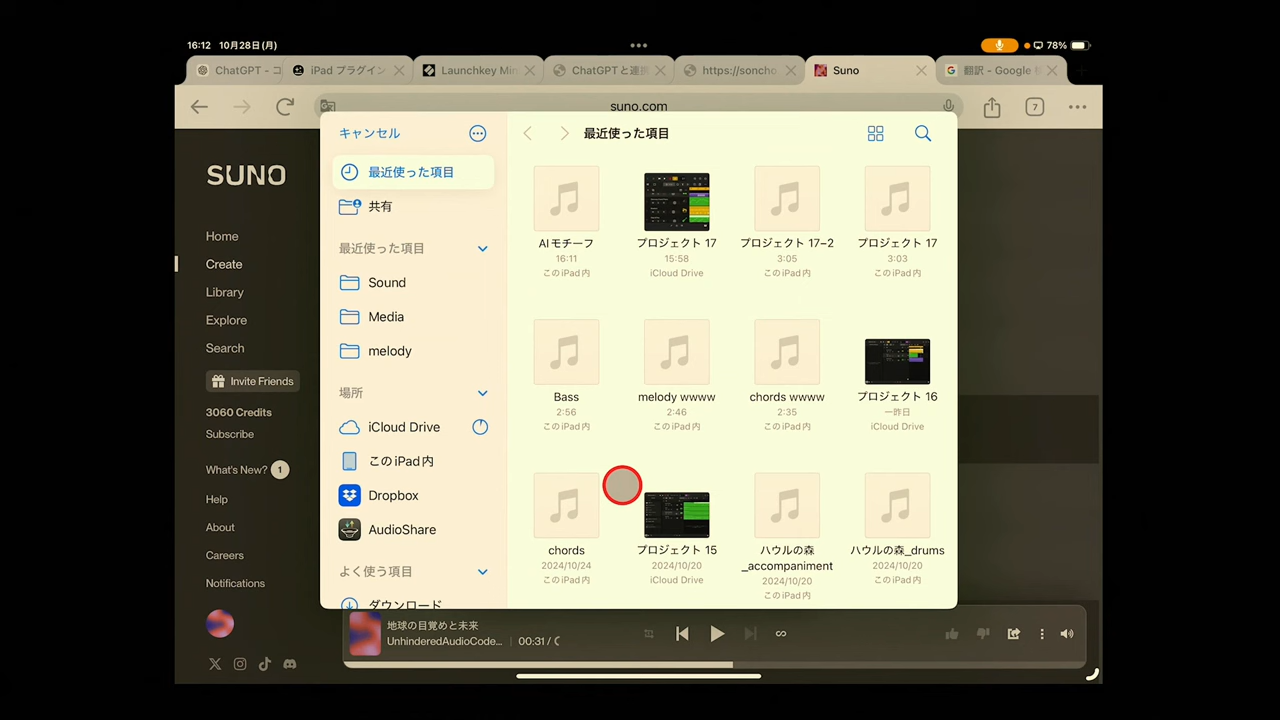 16:12 10月28日(月)
78%
ChatGPT - コ
iPad プラグイン
Launchkey Mi
ChatGPTと連携
https://soncho
Suno
翻訳 - Google
suno.com
7
SUNO
Home
Create
Library
Explore
Search
Invite Friends
3060 Credits
Subscribe
What's New? 1
Help
About
Careers
Notifications
キャンセル
最近使った項目
共有
最近使った項目
Sound
Media
melody
場所
iCloud Drive
このiPad内
Dropbox
AudioShare
よく使う項目
ダウンロード
最近使った項目
AIモチーフ
16:11
このiPad内
プロジェクト 17
15:58
iCloud Drive
プロジェクト 17-2
3:05
このiPad内
プロジェクト 17
3:03
このiPad内
Bass
2:56
このiPad内
melody wwww
2:46
このiPad内
chords wwww
2:35
このiPad内
プロジェクト 16
一昨日
iCloud Drive
chords
2024/10/24
このiPad内
プロジェクト 15
2024/10/20
iCloud Drive
ハウルの森
_accompaniment
2024/10/20
このiPad内
ハウルの森_drums
2024/10/20
このiPad内
地球の目覚めと未来
UnhinderedAudioCode... 00:31 /